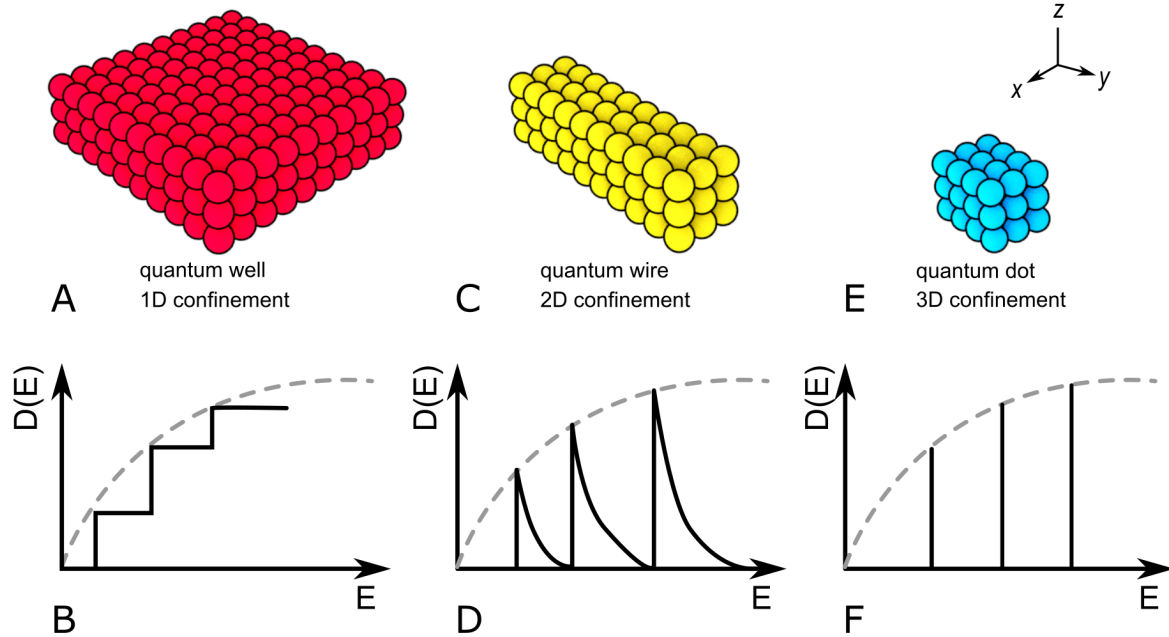 z
x
y
quantum well
1D confinement
A
quantum wire
2D confinement
C
quantum dot
3D confinement
E
D(E)
E
B
D(E)
E
D
D(E)
E
F